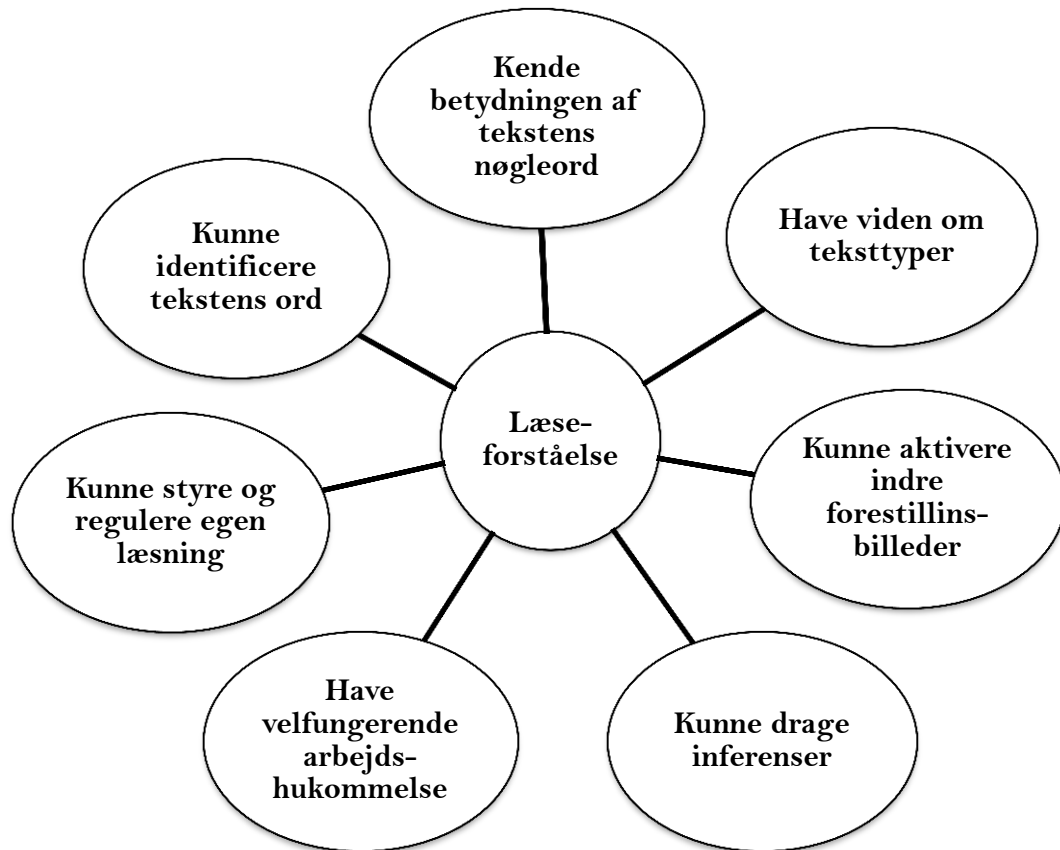 Kende
betydningen af
tekstens
nøgleord
Have viden om
teksttyper
Kunne aktivere
indre
forestillins-
billeder
Kunne drage
inferenser
Have
velfungerende
arbejds-
hukommelse
Kunne styre og
regulere egen
læsning
Kunne
identificere
tekstens ord
Læse-
forståelse